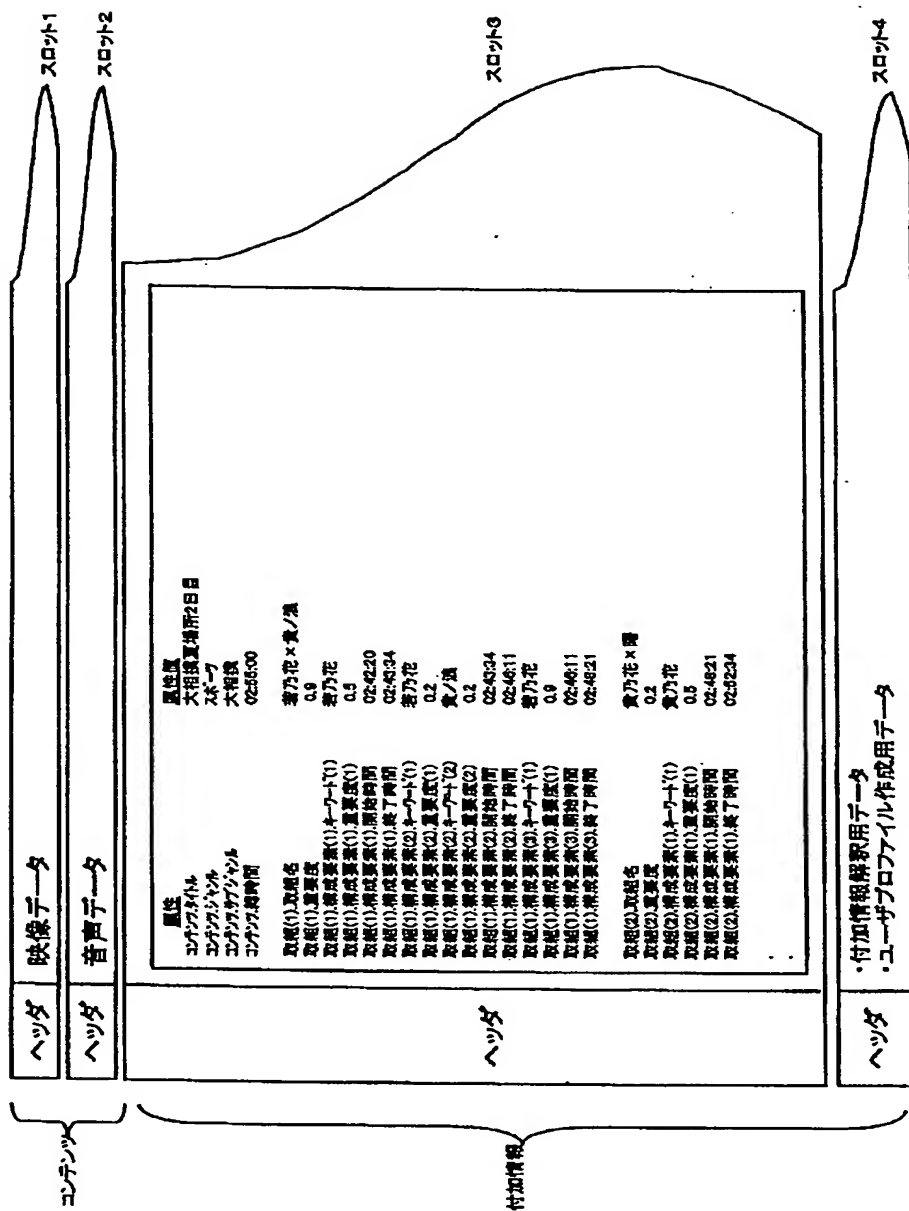 コンテンツ
ヘッダ 映像データ スロット1
ヘッダ 音声データ スロット2
付加情報
ヘッダ
スロット3
属性 属性値
コンテンツ.タイトル 大相撲夏場所2日目
コンテンツ.ジャンル スポーツ
コンテンツ.サブジャンル 大相撲
コンテンツ.総時間 02:55:00
取組(1).取組名 若乃花×貴ノ浪
取組(1).重要度 0.9
取組(1).構成要素(1).キーワード(1) 若乃花
取組(1).構成要素(1).重要度(1) 0.5
取組(1).構成要素(1).開始時間 02:42:20
取組(1).構成要素(1).終了時間 02:43:34
取組(1).構成要素(2).キーワード(1) 若乃花
取組(1).構成要素(2).重要度(1) 0.2
取組(1).構成要素(2).キーワード(2) 貴ノ浪
取組(1).構成要素(2).重要度(2) 0.2
取組(1).構成要素(2).開始時間 02:43:34
取組(1).構成要素(2).終了時間 02:46:11
取組(1).構成要素(3).キーワード(1) 若乃花
取組(1).構成要素(3).重要度(1) 0.9
取組(1).構成要素(3).開始時間 02:46:11
取組(1).構成要素(3).終了時間 02:48:21
取組(2).取組名 貴乃花×曙
取組(2).重要度 0.2
取組(2).構成要素(1).キーワード(1) 貴乃花
取組(2).構成要素(1).重要度(1) 0.5
取組(2).構成要素(1).開始時間 02:48:21
取組(2).構成要素(1).終了時間 02:52:34
ヘッダ
・付加情報解釈用データ
・ユーザプロファイル作成用データ
スロット4